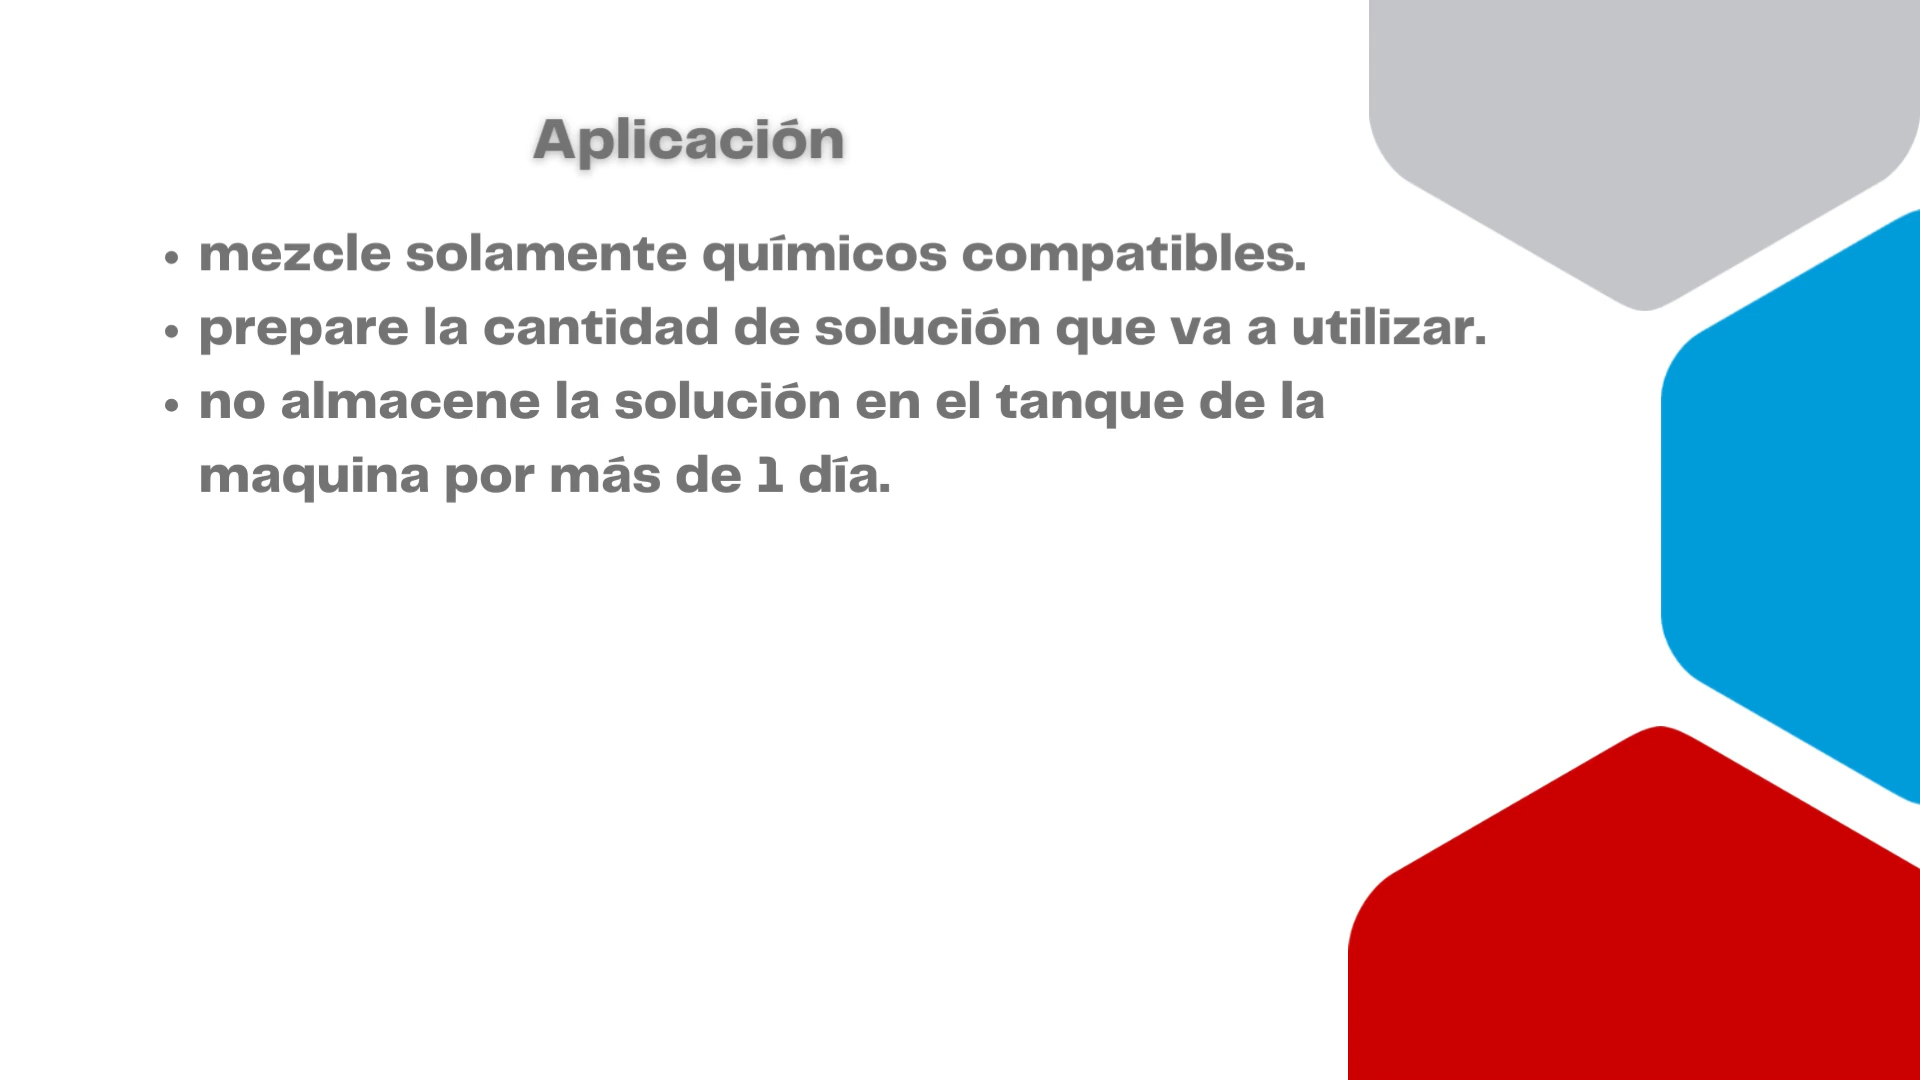 Aplicación
• mezcle solamente químicos compatibles.
• prepare la cantidad de solución que va a utilizar.
• no almacene la solución en el tanque de la
maquina por más de 1 día.